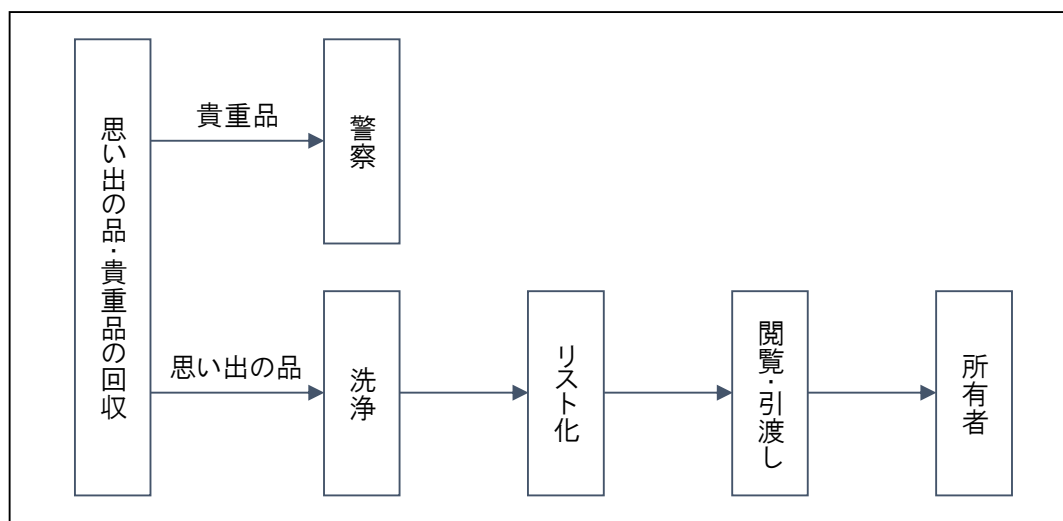 思い出の品・貴重品の回収
貴重品
警察
思い出の品
洗浄
リスト化
閲覧・引渡し
所有者